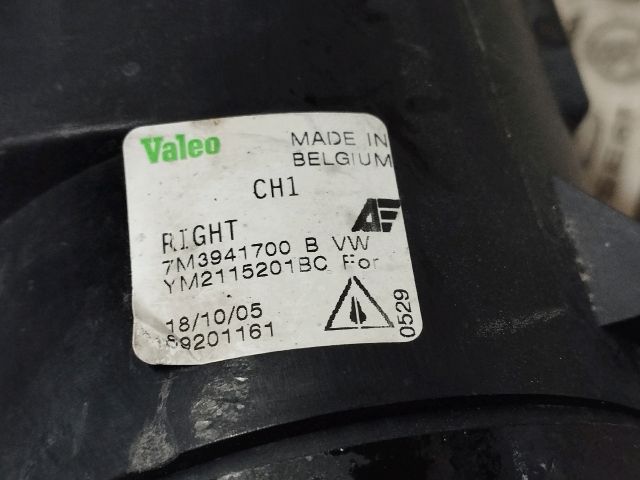 Valeo
MADE IN
BELGIUM
CH1
RIGHT
7M3941700 B VW
YM2115201BC For
18/10/05
89201161
0529